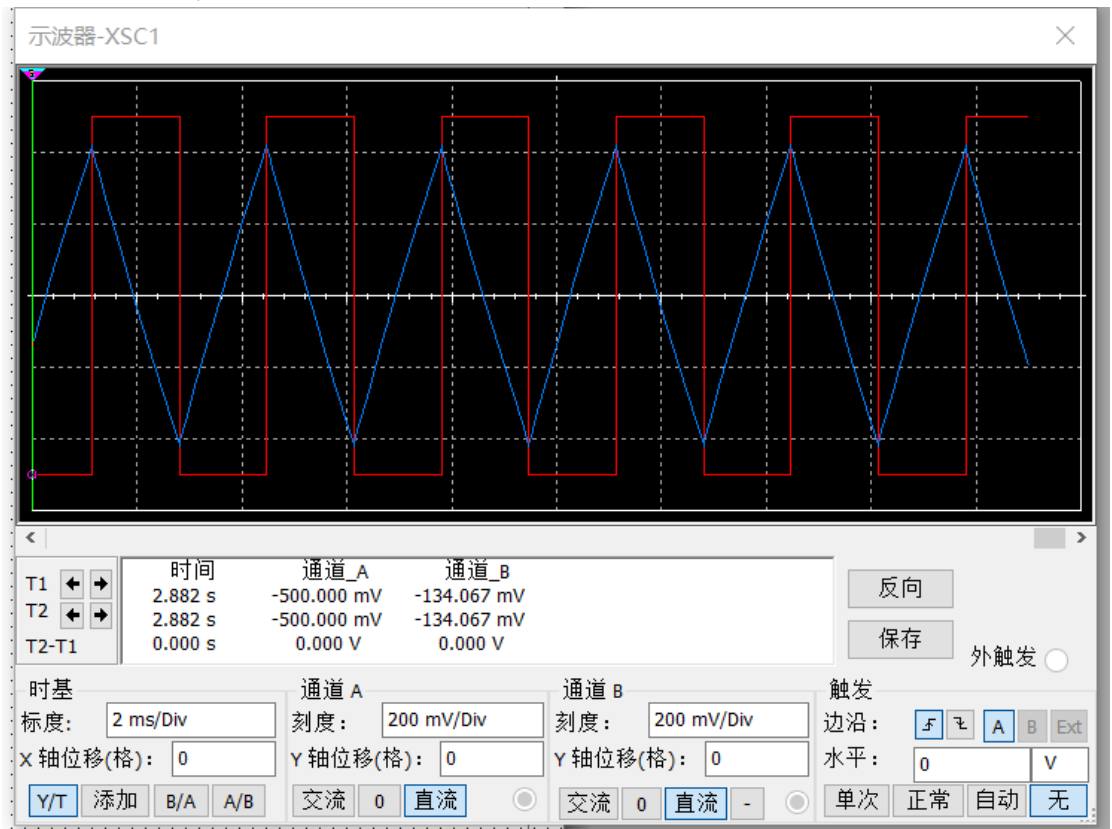 示波器-XSC1
时间 通道_A 通道_B
T1 2.882 s -500.000 mV -134.067 mV
T2 2.882 s -500.000 mV -134.067 mV
T2-T1 0.000 s 0.000 V 0.000 V
反向
保存
外触发
时基
标度: 2 ms/Div
X 轴位移(格): 0
Y/T 添加 B/A A/B
通道 A
刻度: 200 mV/Div
Y 轴位移(格): 0
交流 0 直流
通道 B
刻度: 200 mV/Div
Y 轴位移(格): 0
交流 0 直流 -
触发
边沿: A B Ext
水平: 0 V
单次 正常 自动 无